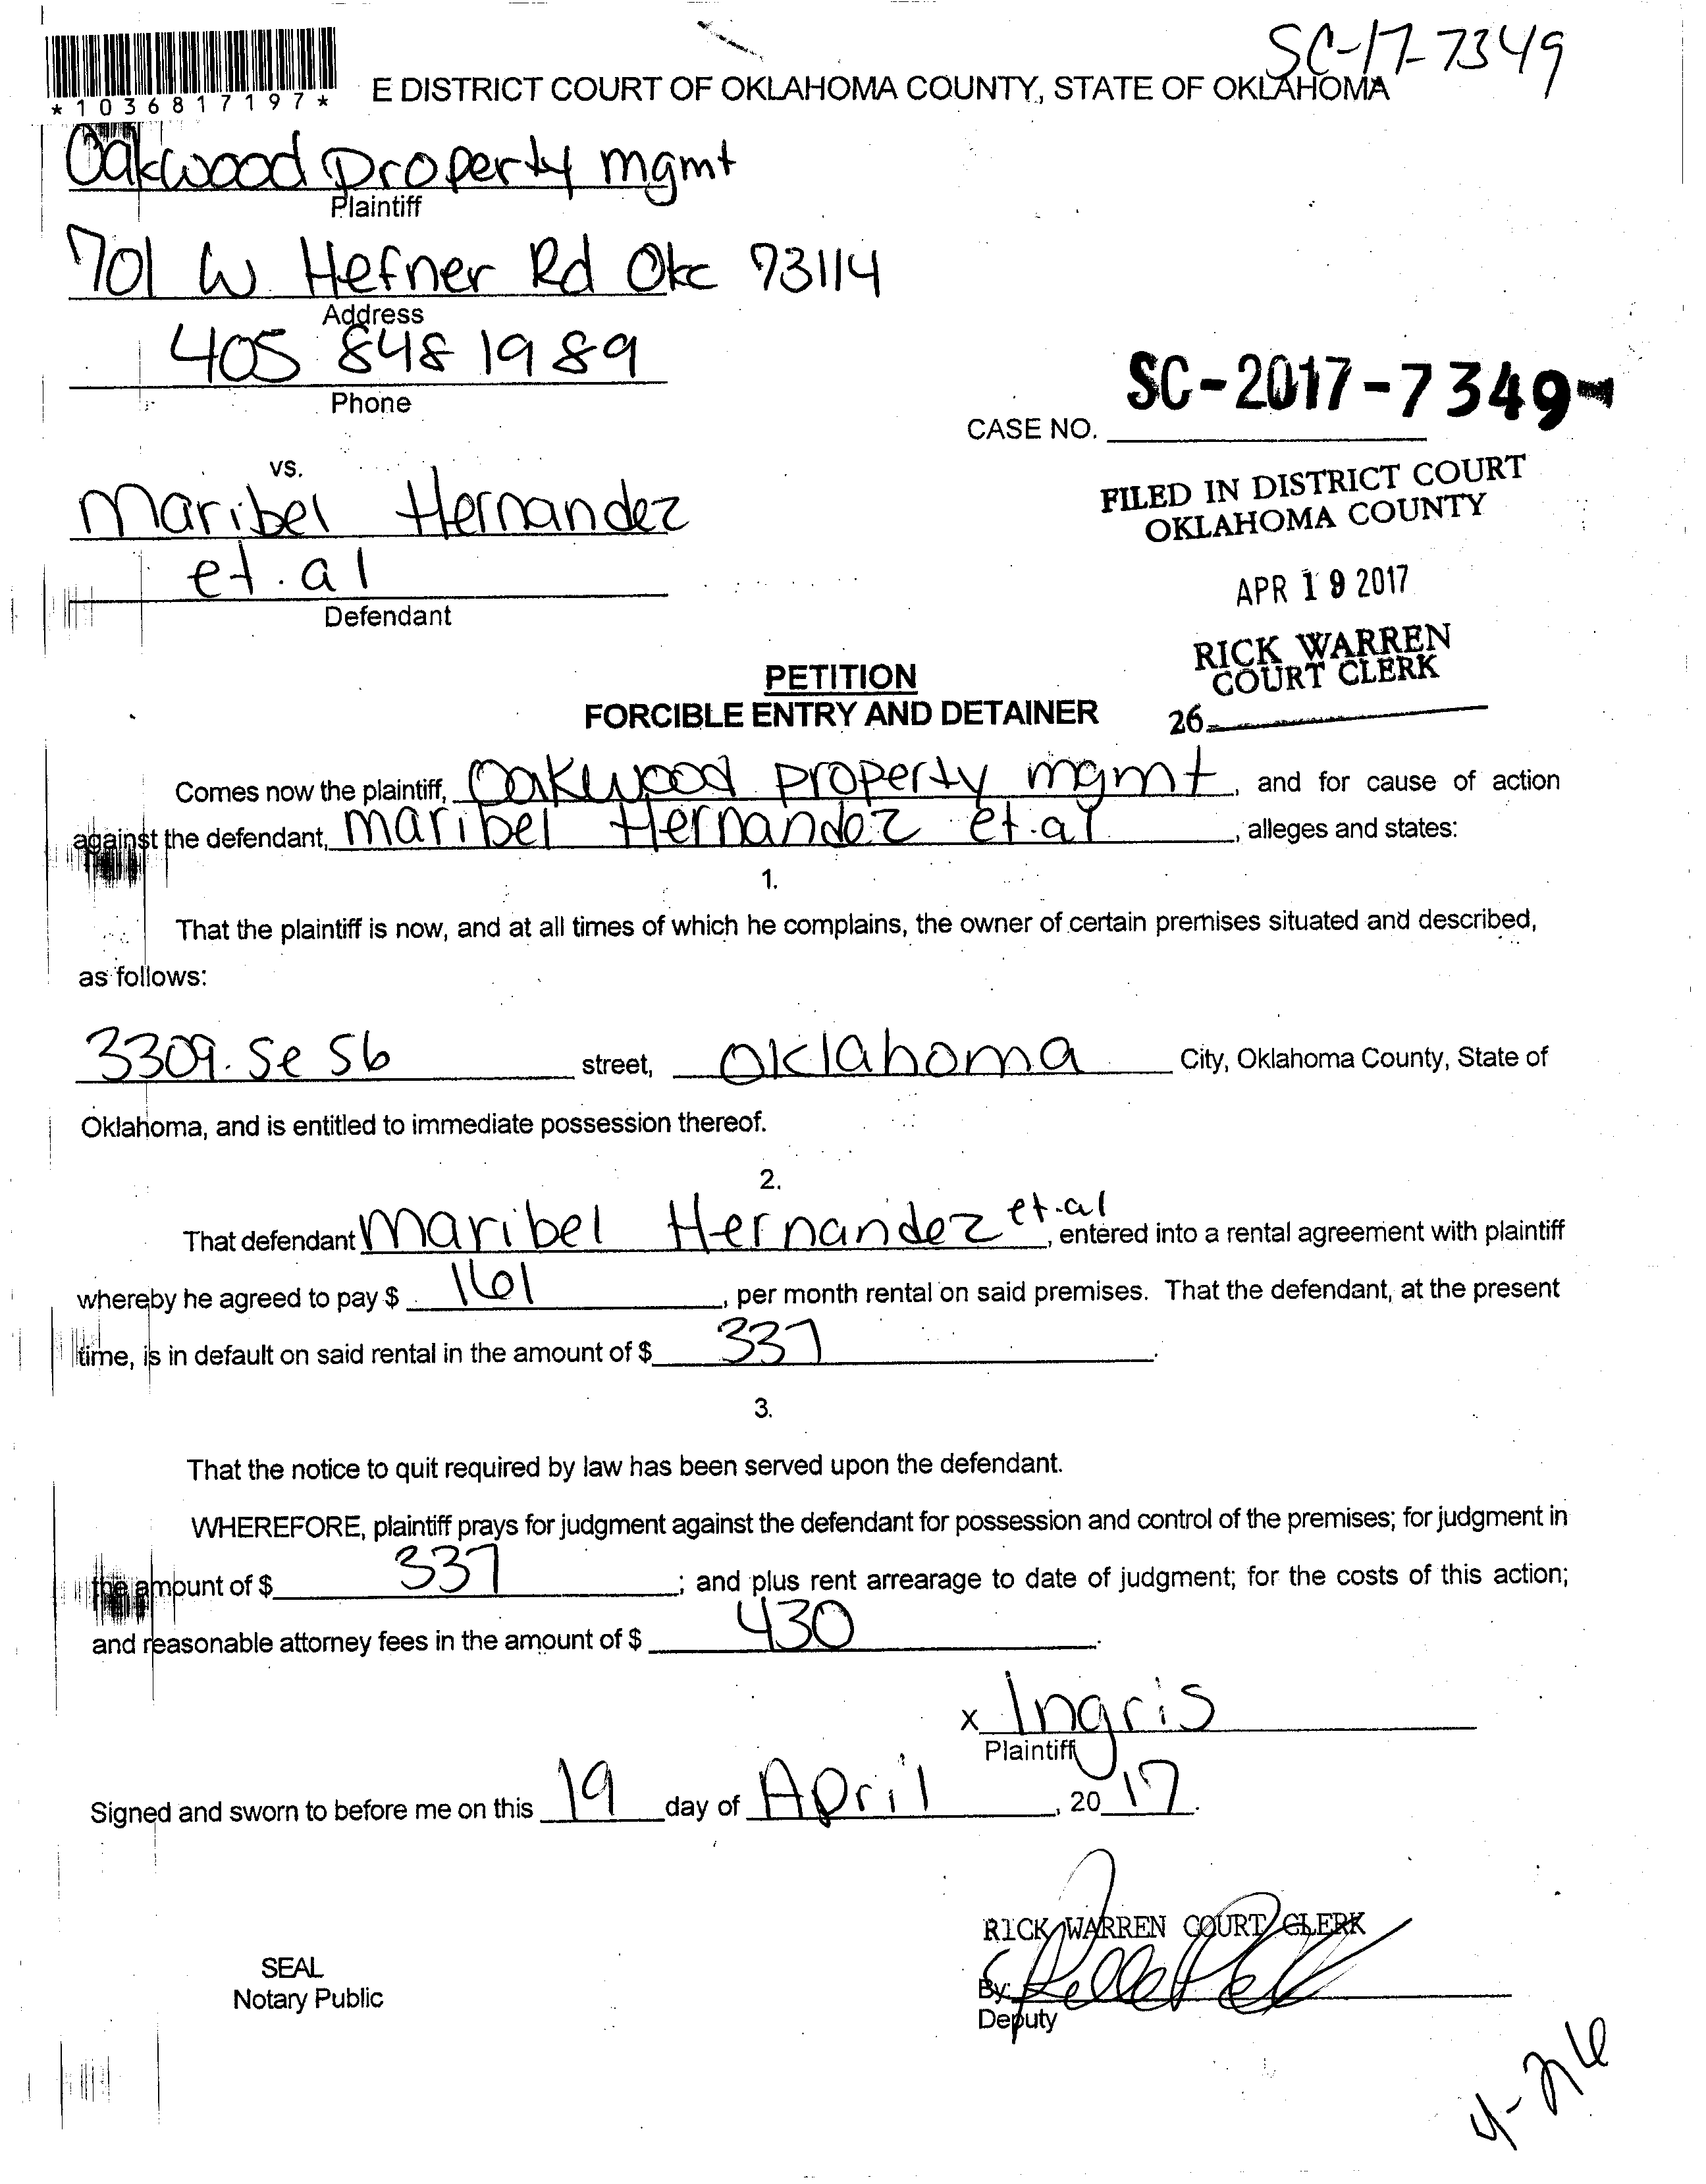 SC-17-7349
*1036817197*
E DISTRICT COURT OF OKLAHOMA COUNTY, STATE OF OKLAHOMA
Oakwood Property mgmt
Plaintiff
701 W Hefner Rd Okc 73114
Address
405 848 1989
Phone
SC-2017-7349
CASE NO.
vs.
Maribel Hernandez
et.al
Defendant
FILED IN DISTRICT COURT
OKLAHOMA COUNTY
APR 19 2017
RICK WARREN
COURT CLERK
26
PETITION
FORCIBLE ENTRY AND DETAINER
Comes now the plaintiff, Oakwood property mgmt, and for cause of action
against the defendant, Maribel Hernandez et.al, alleges and states:
1.
That the plaintiff is now, and at all times of which he complains, the owner of certain premises situated and described,
as follows:
3309. Se 56 street, Oklahoma City, Oklahoma County, State of
Oklahoma, and is entitled to immediate possession thereof.
2.
That defendant Maribel Hernandez et.al, entered into a rental agreement with plaintiff
whereby he agreed to pay $ 161, per month rental on said premises. That the defendant, at the present
time, is in default on said rental in the amount of $ 337.
3.
That the notice to quit required by law has been served upon the defendant.
WHEREFORE, plaintiff prays for judgment against the defendant for possession and control of the premises; for judgment in
the amount of $ 337; and plus rent arrearage to date of judgment; for the costs of this action;
and reasonable attorney fees in the amount of $ 430.
x Ingris
Plaintiff
Signed and sworn to before me on this 19 day of April, 2017.
RICK WARREN COURT CLERK
SEAL
Notary Public
By:
Deputy
4-26